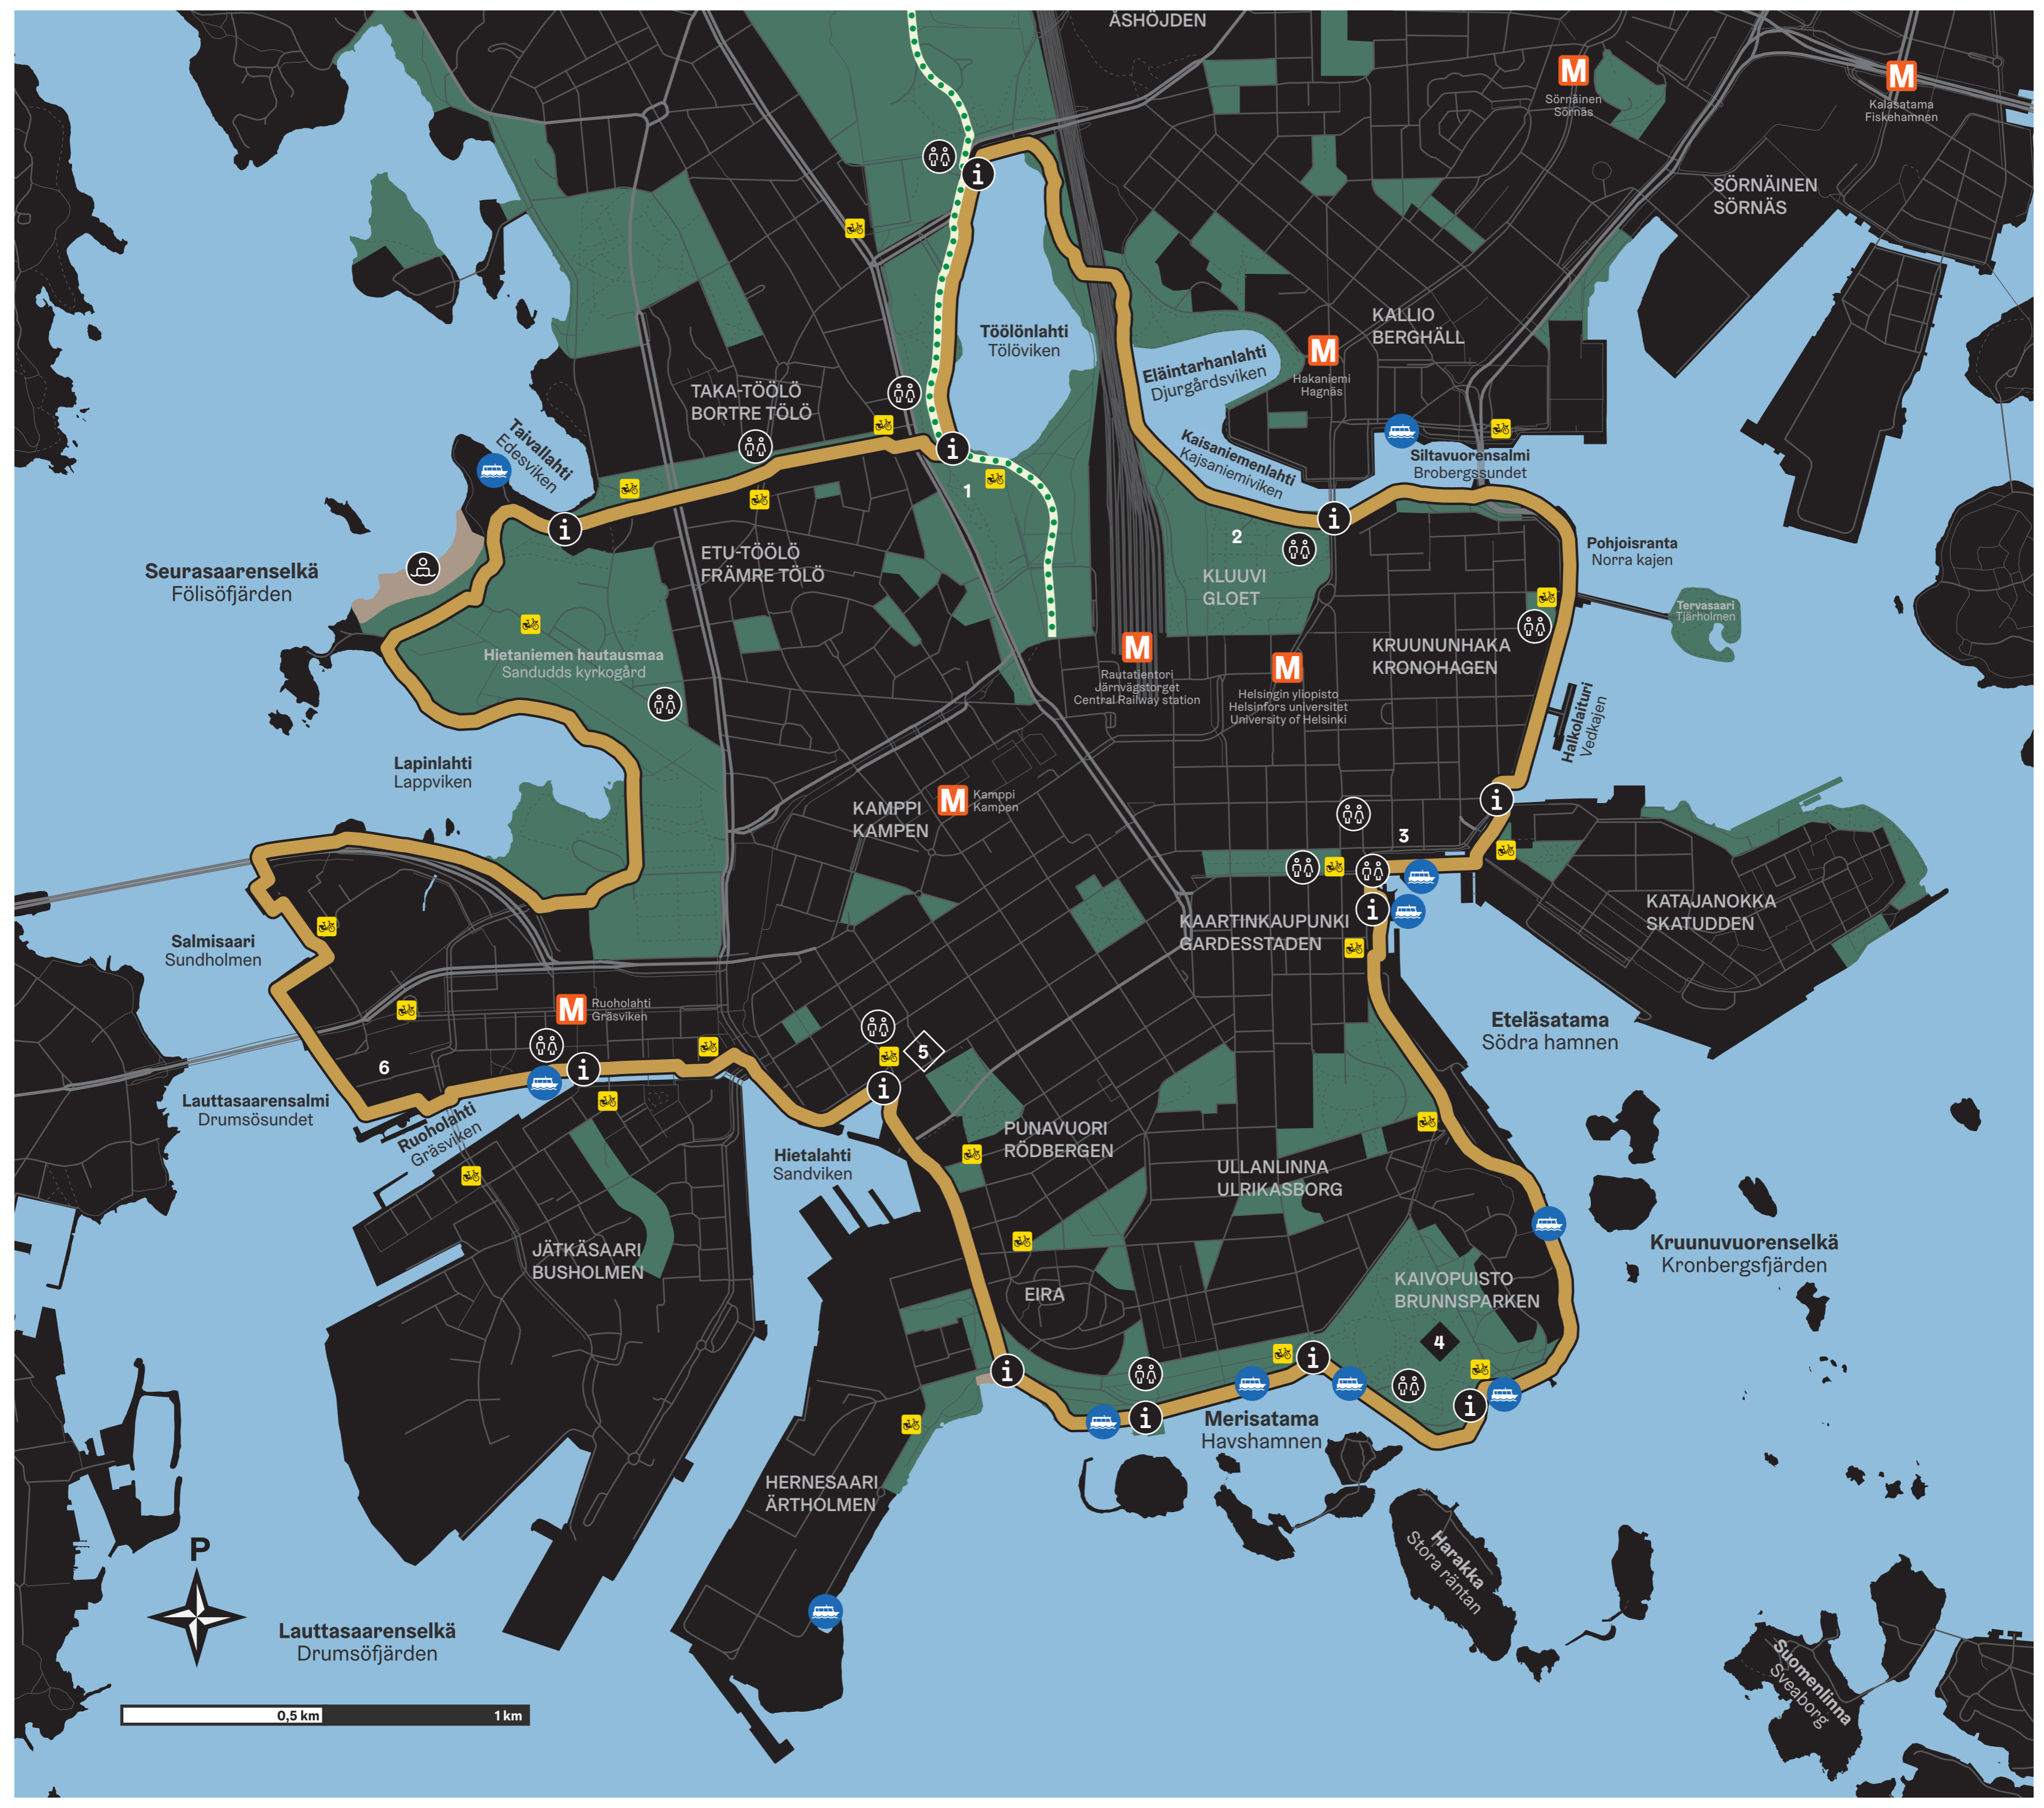 ÅSHÖJDEN
M
Sörnäinen
Sörnäs
M
Kalasatama
Fiskehamnen
i
SÖRNÄINEN
SÖRNÄS
KALLIO
BERGHÄLL
Töölönlahti
Tölöviken
Eläintarhanlahti
Djurgårdsviken
M
Hakaniemi
Hagnäs
TAKA-TÖÖLÖ
BORTRE TÖLÖ
Taivallahti
Edesviken
i
Kaisaniemenlahti
Kajsaniemiviken
Siltavuorensalmi
Brobergssundet
1
i
i
2
Pohjoisranta
Norra kajen
ETU-TÖÖLÖ
FRÄMRE TÖLÖ
Seurasaarenselkä
Fölisöfjärden
KLUUVI
GLOET
Tervasaari
Tjärholmen
Hietaniemen hautausmaa
Sandudds kyrkogård
KRUUNUNHAKA
KRONOHAGEN
M
Rautatientori
Järnvägstorget
Central Railway station
M
Helsingin yliopisto
Helsinfors universitet
University of Helsinki
Halkolaituri
Vedkajen
Lapinlahti
Lappviken
KAMPPI
KAMPEN
M
Kamppi
Kampen
i
3
KATAJANOKKA
SKATUDDEN
i
KAARTINKAUPUNKI
GARDESSTADEN
Salmisaari
Sundholmen
M
Ruoholahti
Gräsviken
Eteläsatama
Södra hamnen
5
6
i
i
Lauttasaarensalmi
Drumsösundet
Ruoholahti
Gräsviken
Hietalahti
Sandviken
PUNAVUORI
RÖDBERGEN
ULLANLINNA
ULRIKASBORG
JÄTKÄSAARI
BUSHOLMEN
Kruunuvuorenselkä
Kronbergsfjärden
EIRA
KAIVOPUISTO
BRUNNSPARKEN
4
i
i
i
i
Merisatama
Havshamnen
HERNESAARI
ÄRTHOLMEN
Harakka
Stora räntan
P
Lauttasaarenselkä
Drumsöfjärden
Suomenlinna
Sveaborg
0,5 km
1 km